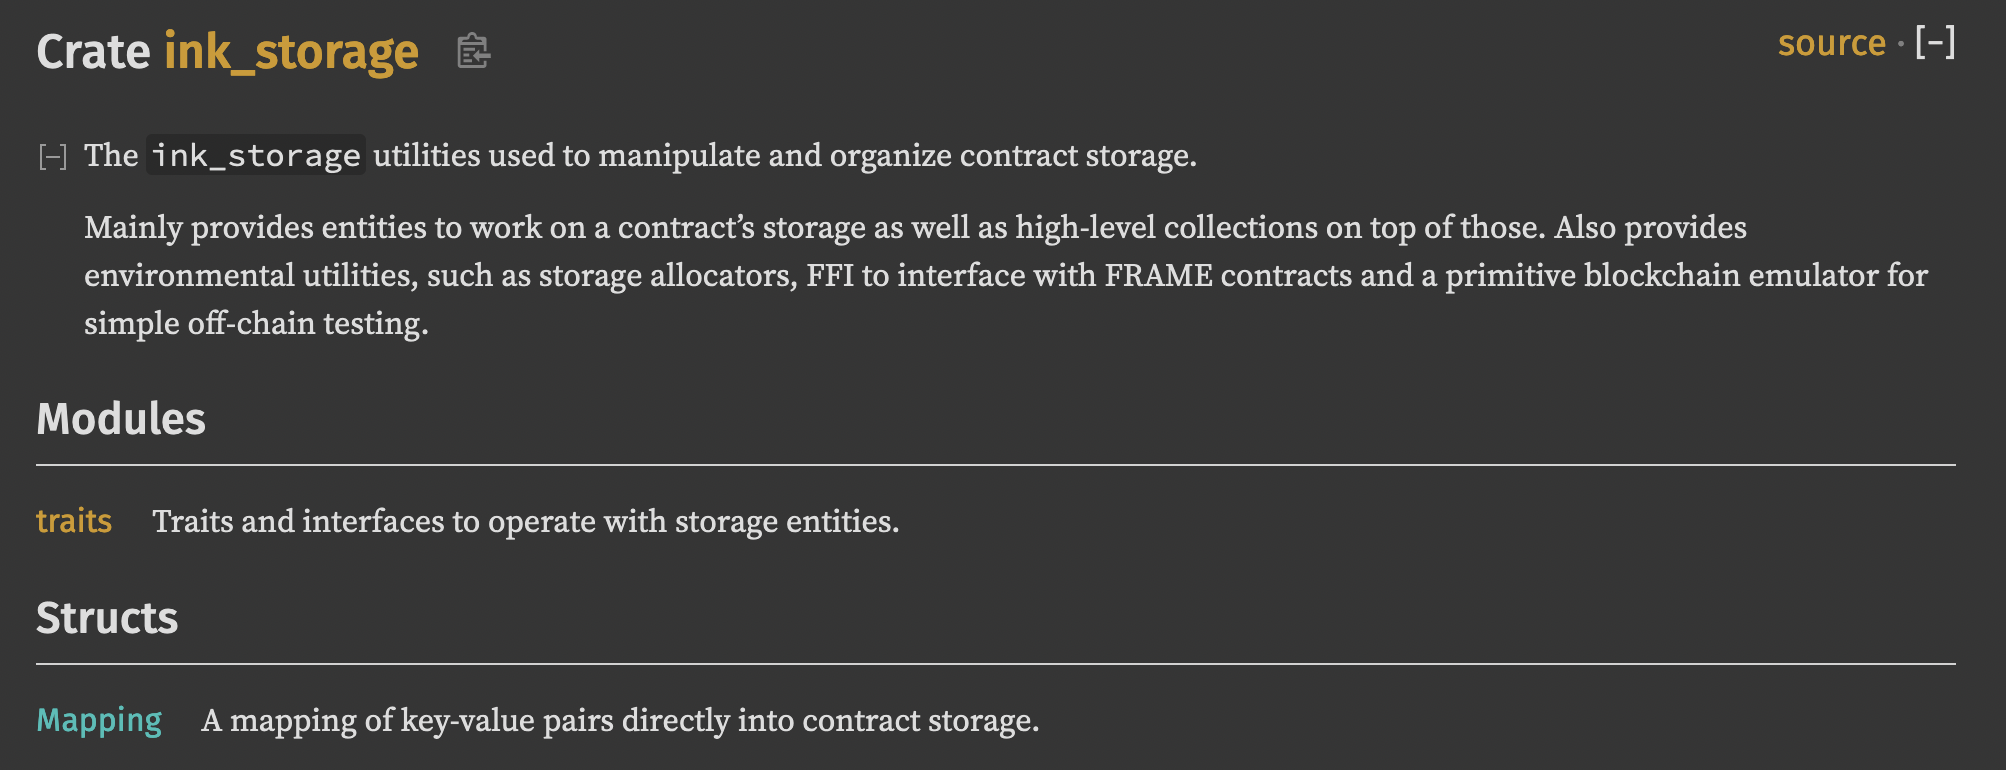 Crate ink_storage
source · [−]
[−] The ink_storage utilities used to manipulate and organize contract storage.
Mainly provides entities to work on a contract’s storage as well as high-level collections on top of those. Also provides
environmental utilities, such as storage allocators, FFI to interface with FRAME contracts and a primitive blockchain emulator for
simple off-chain testing.
Modules
traits Traits and interfaces to operate with storage entities.
Structs
Mapping A mapping of key-value pairs directly into contract storage.